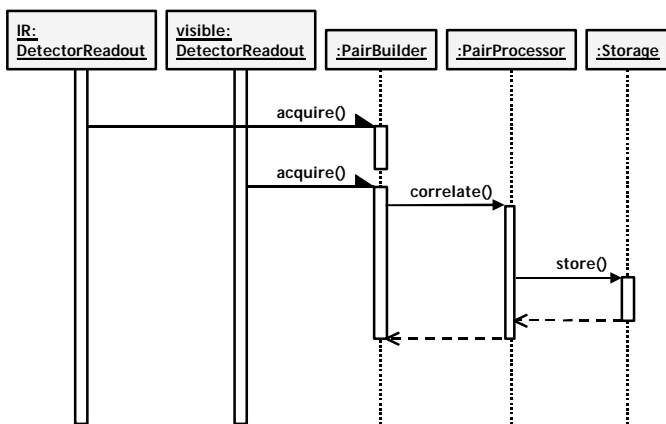 IR:
DetectorReadout
visible:
DetectorReadout
:PairBuilder
:PairProcessor
:Storage
acquire()
acquire()
correlate()
store()